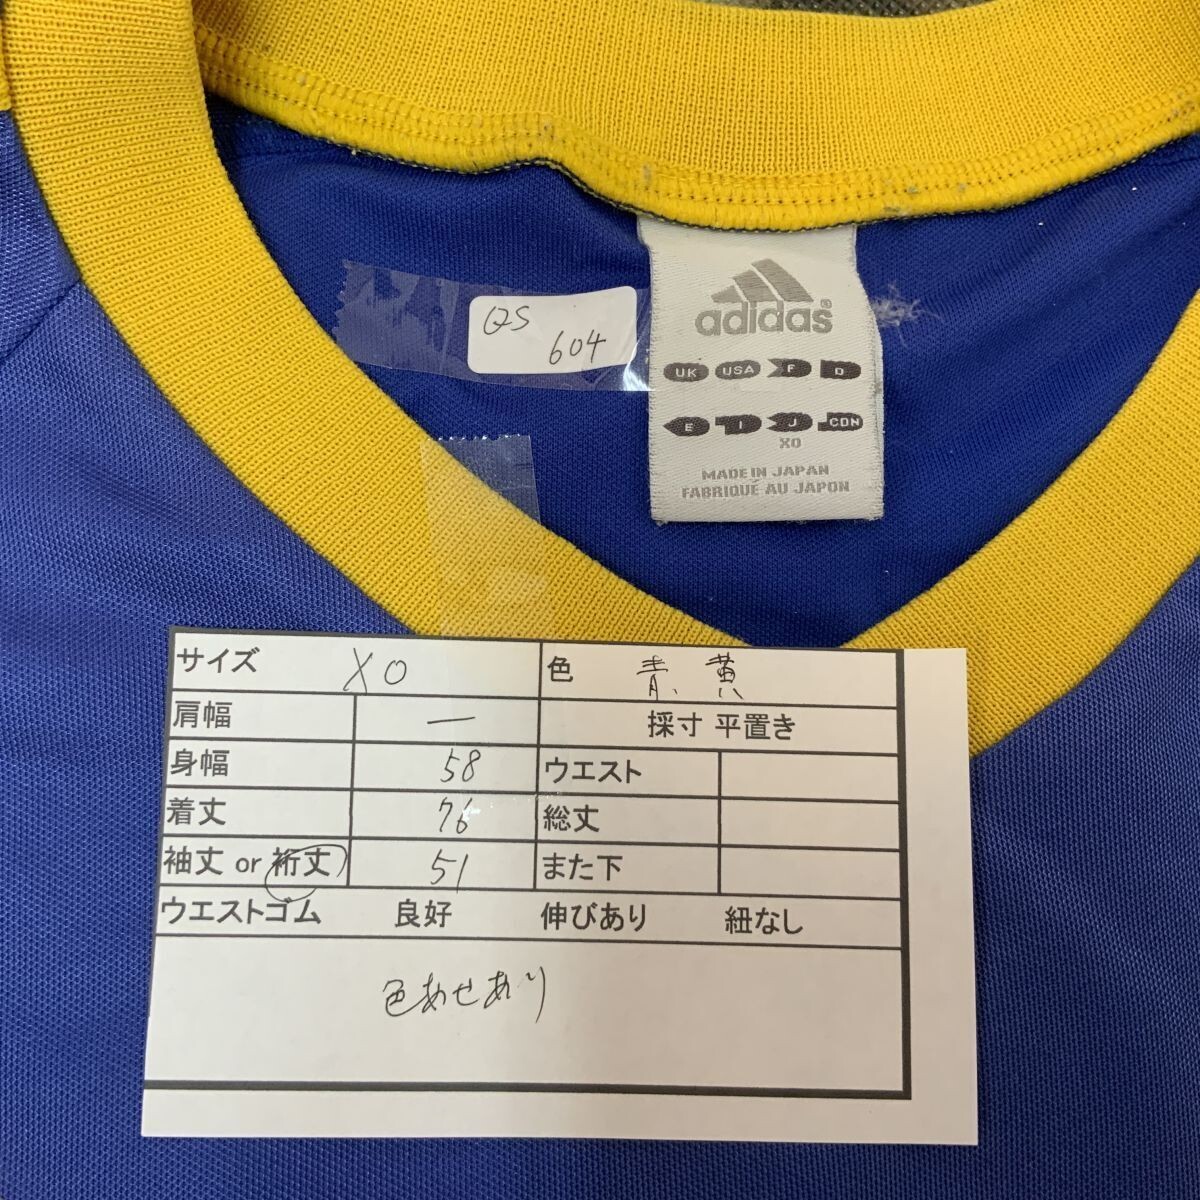 QS
604
adidas®
UK USA F D
E I J CDN
XO
MADE IN JAPAN
FABRIQUÉ AU JAPON
サイズ XO 色 青、黄
肩幅 — 採寸 平置き
身幅 58 ウエスト
着丈 76 総丈
袖丈 or 裄丈 51 また下
ウエストゴム 良好 伸びあり 紐なし
色あせあり